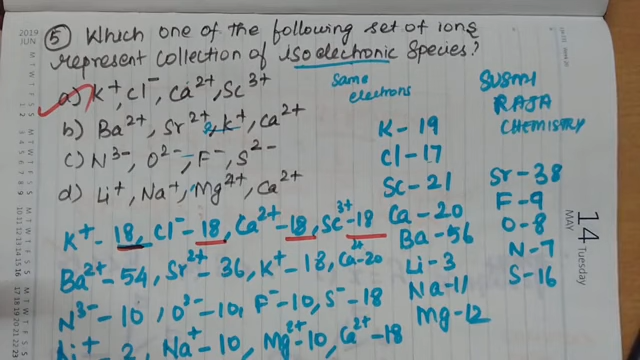 2019
JUN
5 Which one of the following set of ions
represent collection of isoelectronic Species?
a) K⁺, Cl⁻, Ca²⁺, Sc³⁺
b) Ba²⁺, Sr²⁺, K⁺, Ca²⁺
c) N³⁻, O²⁻, F⁻, S²⁻
d) Li⁺, Na⁺, Mg²⁺, Ca²⁺
Same
electrons
K - 19
Cl - 17
Sc - 21
Ca - 20
Ba - 56
Li - 3
Na - 11
Mg - 12
SUSMI
RAJA
CHEMISTRY
Sr - 38
F - 9
O - 8
N - 7
S - 16
K⁺ - 18, Cl⁻ - 18, Ca²⁺ - 18, Sc³⁺ - 18
Ba²⁺ - 54, Sr²⁺ - 36, K⁺ - 18, Ca²⁺ - 20
N³⁻ - 10, O³⁻ - 10, F⁻ - 10, S⁻ - 18
Li⁺ - 2, Na⁺ - 10, Mg²⁺ - 10, Ca²⁺ - 18
14 Tuesday
MAY